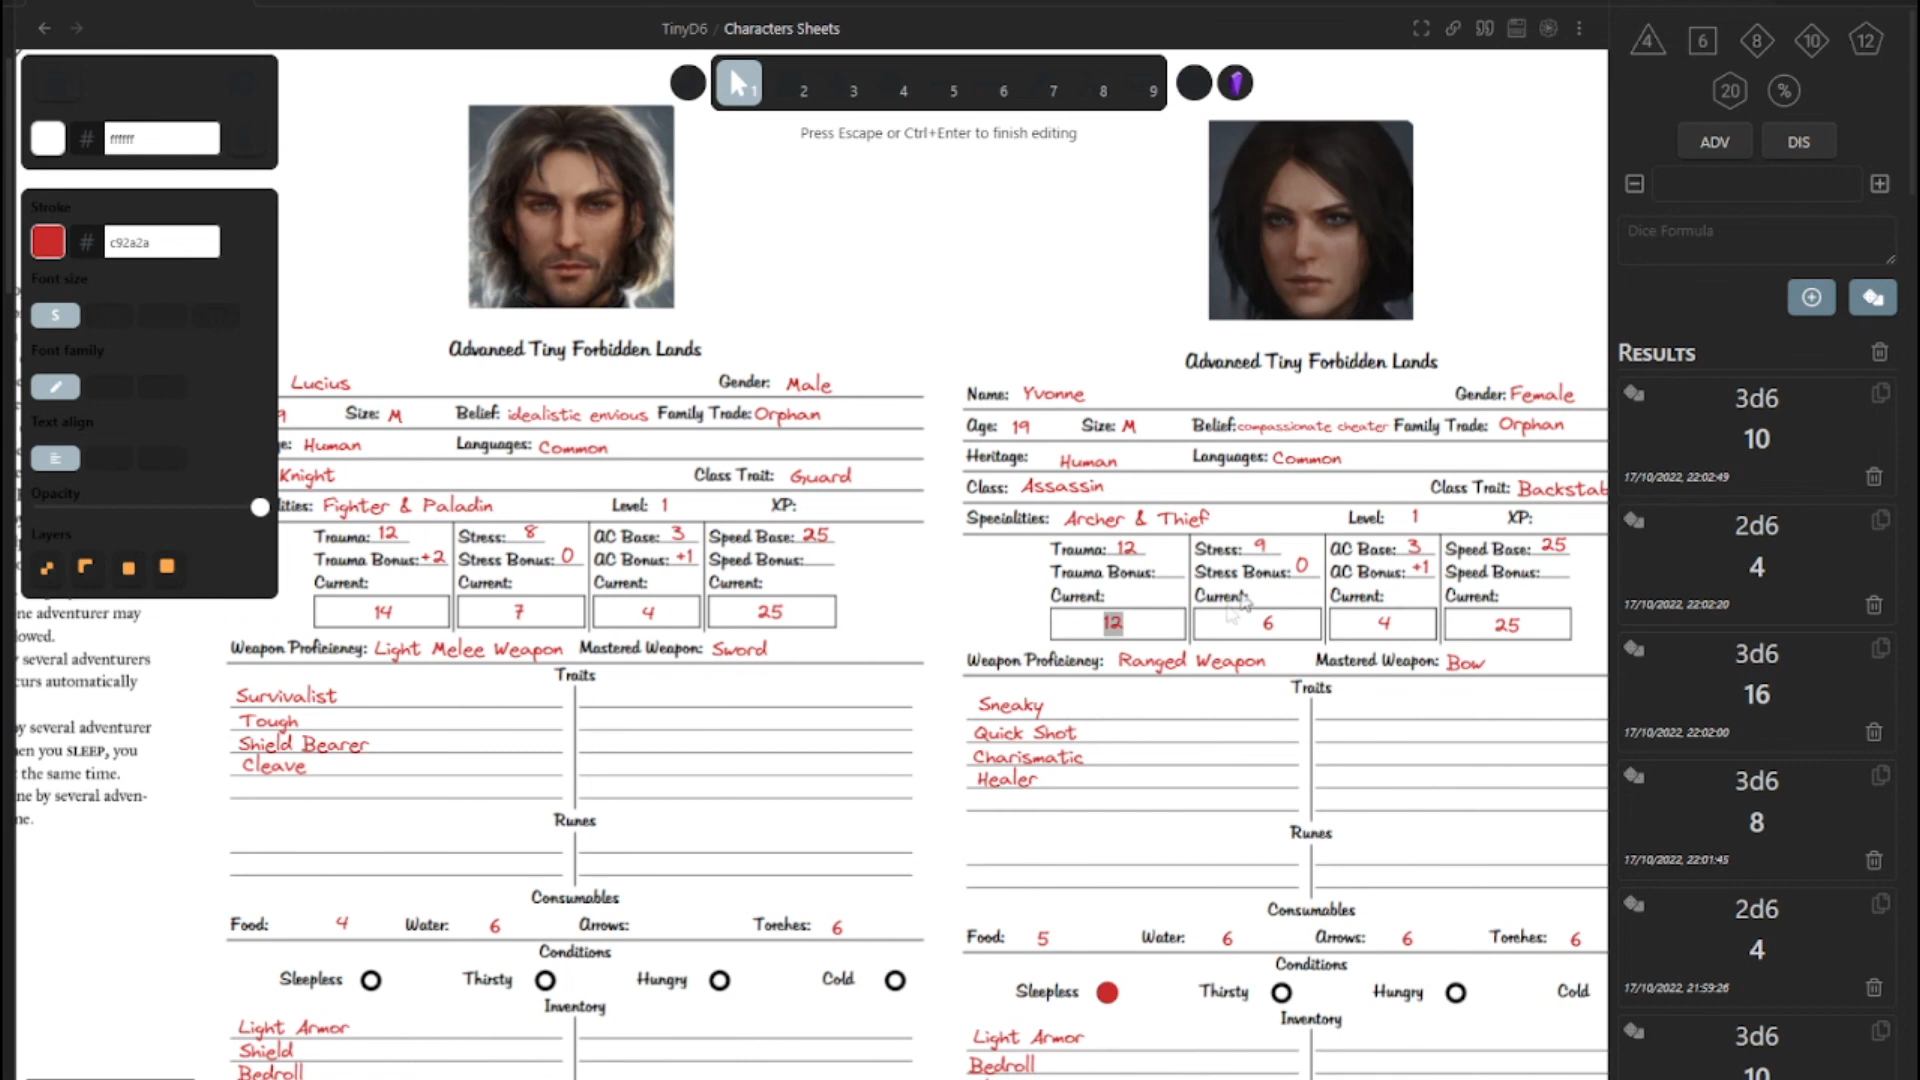 TinyD6 / Characters Sheets
1 2 3 4 5 6 7 8 9
Press Escape or Ctrl+Enter to finish editing
# ffffff
Stroke
# c92a2a
Font size
S
Font family
Text align
Opacity
Layers
ne adventurer may
owed.
several adventurers
curs automatically
by several adventurer
en you SLEEP, you
the same time.
ne by several adven-
me.
Advanced Tiny Forbidden Lands
Lucius Gender: Male
9 Size: M Belief: idealistic envious Family Trade: Orphan
e: Human Languages: Common
Knight Class Trait: Guard
lities: Fighter & Paladin Level: 1 XP:
Trauma: 12 Stress: 8 AC Base: 3 Speed Base: 25
Trauma Bonus: +2 Stress Bonus: 0 AC Bonus: +1 Speed Bonus:
Current: Current: Current: Current:
14 7 4 25
Weapon Proficiency: Light Melee Weapon Mastered Weapon: Sword
Traits
Survivalist
Tough
Shield Bearer
Cleave
Runes
Consumables
Food: 4 Water: 6 Arrows: Torches: 6
Conditions
Sleepless Thirsty Hungry Cold
Inventory
Light Armor
Shield
Bedroll
Advanced Tiny Forbidden Lands
Name: Yvonne Gender: Female
Age: 19 Size: M Belief: compassionate cheater Family Trade: Orphan
Heritage: Human Languages: Common
Class: Assassin Class Trait: Backstab
Specialities: Archer & Thief Level: 1 XP:
Trauma: 12 Stress: 9 AC Base: 3 Speed Base: 25
Trauma Bonus: Stress Bonus: 0 AC Bonus: +1 Speed Bonus:
Current: Current: Current: Current:
12 6 4 25
Weapon Proficiency: Ranged Weapon Mastered Weapon: Bow
Traits
Sneaky
Quick Shot
Charismatic
Healer
Runes
Consumables
Food: 5 Water: 6 Arrows: 6 Torches: 6
Conditions
Sleepless Thirsty Hungry Cold
Inventory
Light Armor
Bedroll
4 6 8 10 12
20 %
ADV DIS
Dice Formula
RESULTS
3d6
10
17/10/2022, 22:02:49
2d6
4
17/10/2022, 22:02:20
3d6
16
17/10/2022, 22:02:00
3d6
8
17/10/2022, 22:01:45
2d6
4
17/10/2022, 21:59:26
3d6
10